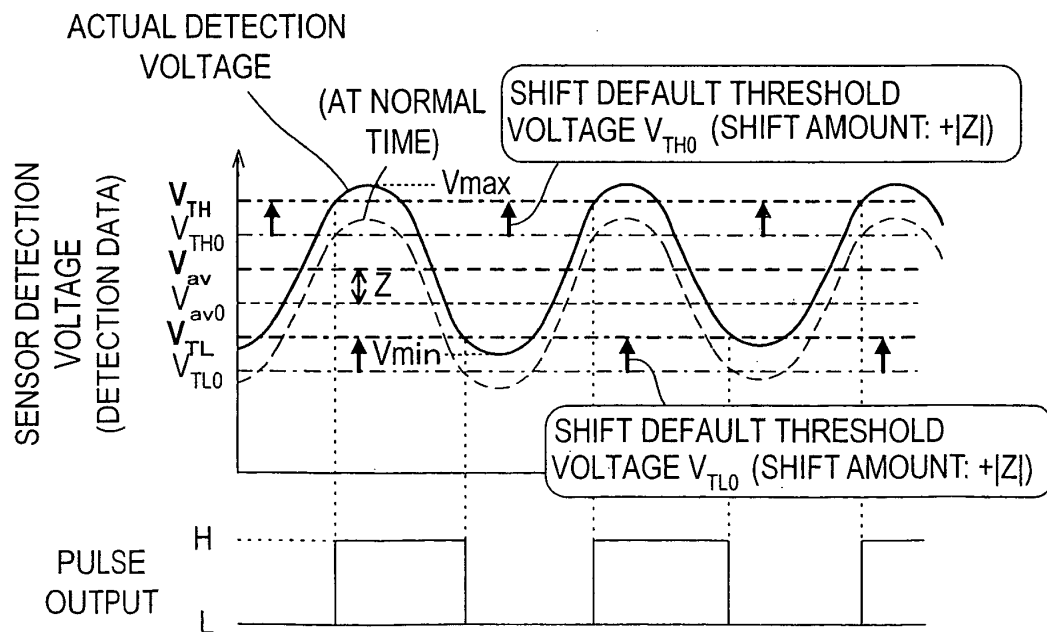 ACTUAL DETECTION
VOLTAGE
(AT NORMAL
TIME)
SHIFT DEFAULT THRESHOLD
VOLTAGE VTH0 (SHIFT AMOUNT: +|Z|)
SENSOR DETECTION
VOLTAGE
(DETECTION DATA)
VTH
VTH0
Vav
Vav0
VTL
VTL0
Vmax
Z
Vmin
SHIFT DEFAULT THRESHOLD
VOLTAGE VTL0 (SHIFT AMOUNT: +|Z|)
PULSE
OUTPUT
H
L